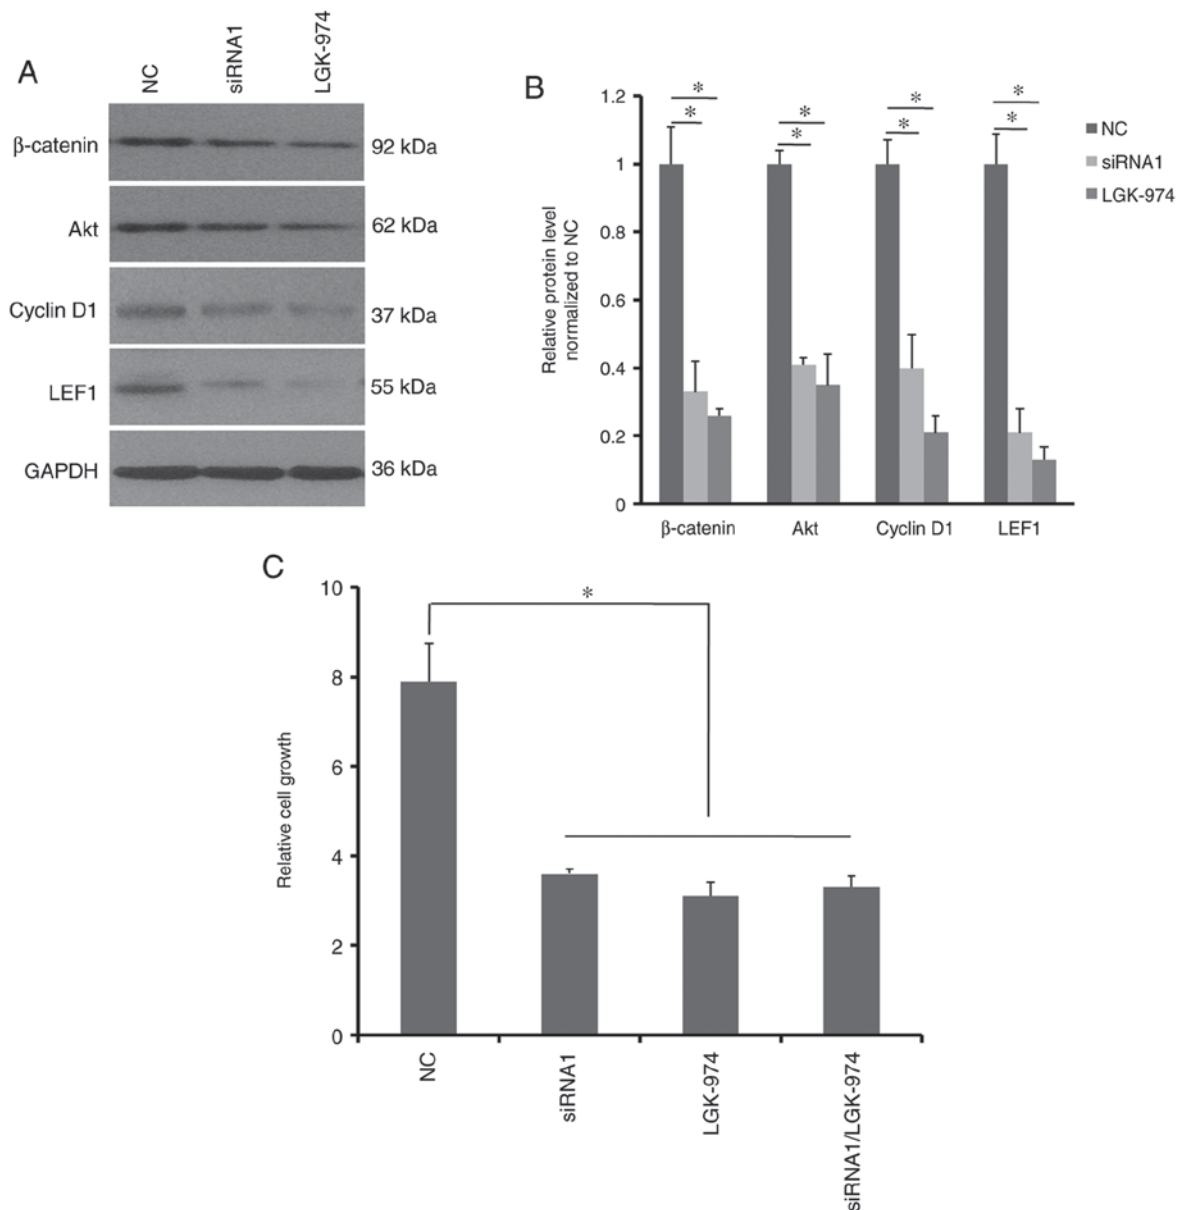 A
NC
siRNA1
LGK-974
β-catenin
92 kDa
Akt
62 kDa
Cyclin D1
37 kDa
LEF1
55 kDa
GAPDH
36 kDa
B
Relative protein level
normalized to NC
1.2
1
0.8
0.6
0.4
0.2
0
*
*
*
*
*
*
*
*
β-catenin
Akt
Cyclin D1
LEF1
NC
siRNA1
LGK-974
C
Relative cell growth
10
8
6
4
2
0
*
NC
siRNA1
LGK-974
siRNA1/LGK-974